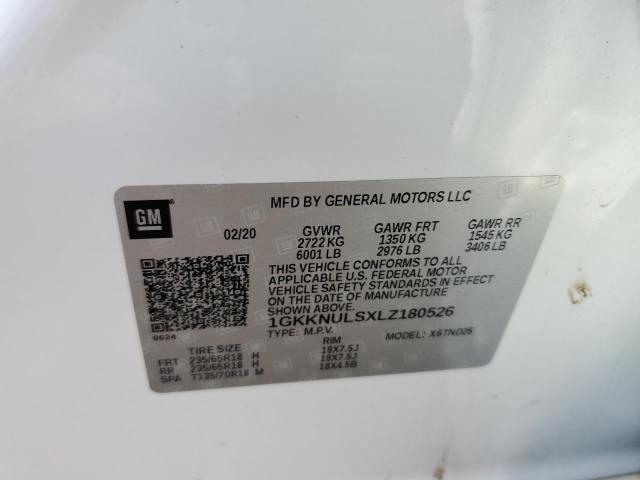 GM
MFD BY GENERAL MOTORS LLC
02/20 GVWR GAWR FRT GAWR RR
2722 KG 1350 KG 1545 KG
6001 LB 2976 LB 3406 LB
THIS VEHICLE CONFORMS TO ALL
APPLICABLE U.S. FEDERAL MOTOR
VEHICLE SAFETY STANDARDS IN EFFECT
ON THE DATE OF MANUFACTURE
SHOWN ABOVE.
1GKKNULSXLZ180526
8624 TYPE: M.P.V. MODEL: X6TND26
TIRE SIZE RIM
FRT 235/65R18 H 18X7.5J
RR 235/65R18 H 18X7.5J
SPA T135/70R18 M 18X4.5B